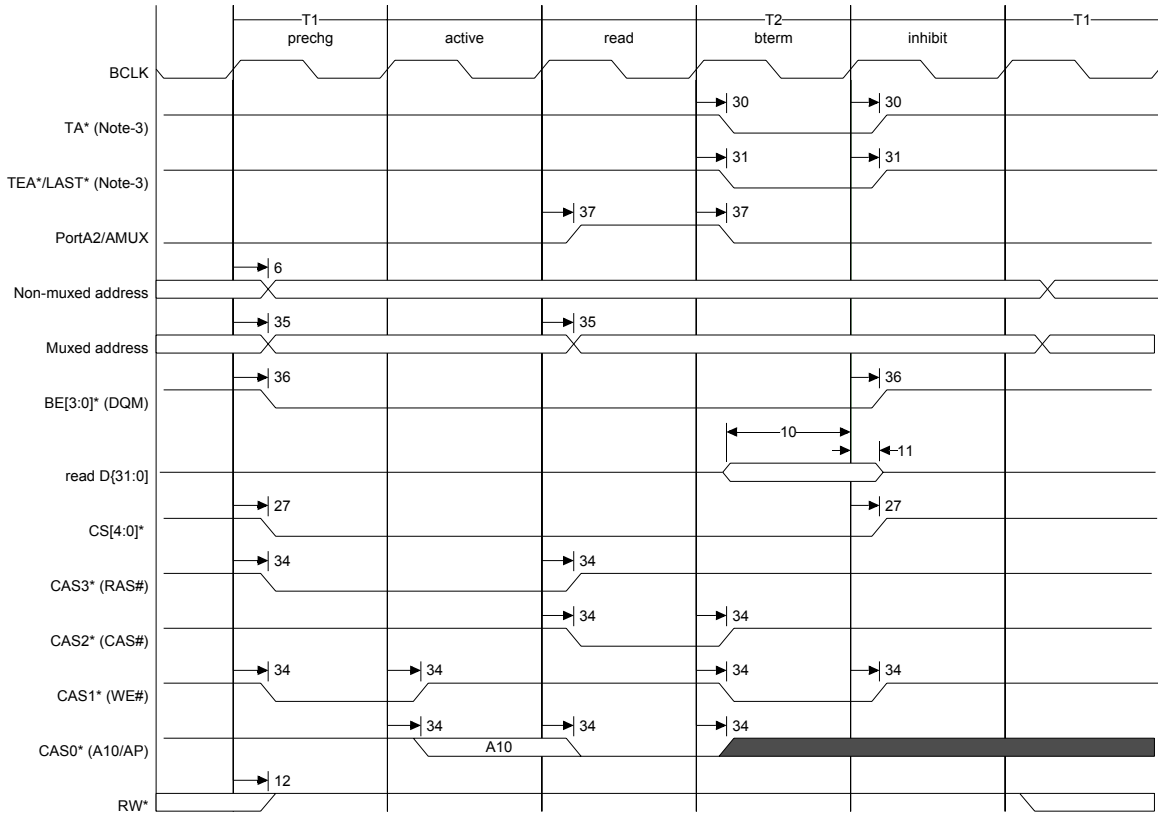 T1 T2 T1
prechg active read bterm inhibit
BCLK
30 30
TA* (Note-3)
31 31
TEA*/LAST* (Note-3)
37 37
PortA2/AMUX
6
Non-muxed address
35 35
Muxed address
36 36
BE[3:0]* (DQM)
10
11
read D{31:0]
27 27
CS[4:0]*
34 34
CAS3* (RAS#)
34 34
CAS2* (CAS#)
34 34 34 34
CAS1* (WE#)
34 34 34
CAS0* (A10/AP) A10
12
RW*